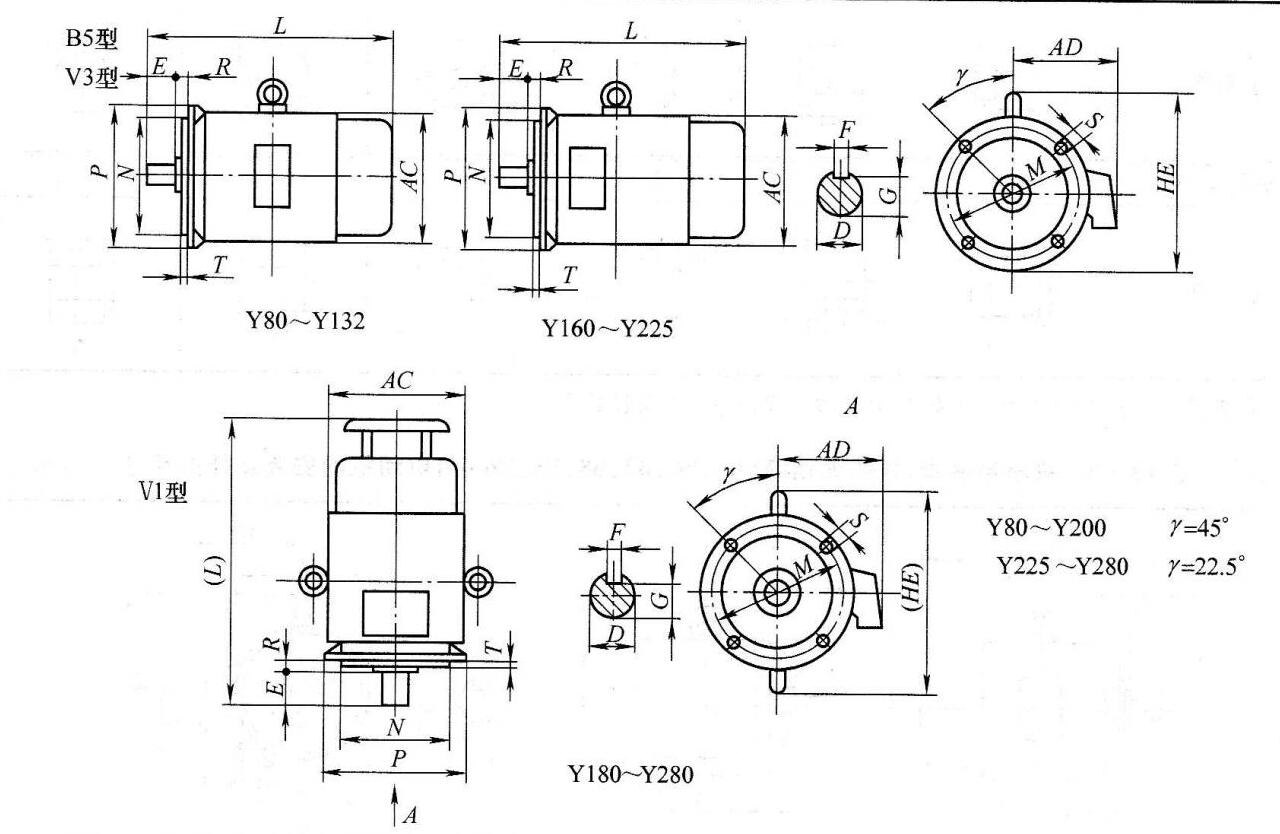 B5型
V3型
L
E
R
P
N
AC
T
Y80～Y132
L
E
R
P
N
AC
T
Y160～Y225
F
G
D
γ
AD
S
M
HE
V1型
AC
(L)
R
E
T
N
P
A
Y180～Y280
F
G
D
A
γ
AD
S
M
(HE)
Y80～Y200 γ=45°
Y225～Y280 γ=22.5°